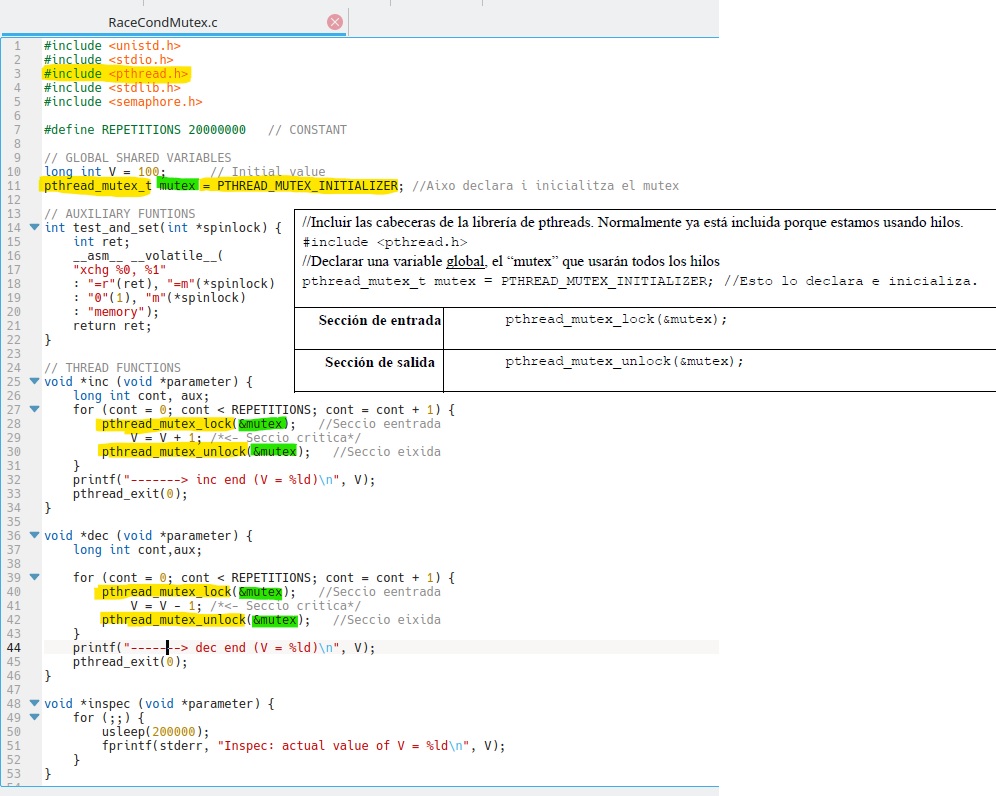 RaceCondMutex.c
1 #include <unistd.h>
2 #include <stdio.h>
3 #include <pthread.h>
4 #include <stdlib.h>
5 #include <semaphore.h>
6
7 #define REPETITIONS 20000000 // CONSTANT
8
9 // GLOBAL SHARED VARIABLES
10 long int V = 100; // Initial value
11 pthread_mutex_t mutex = PTHREAD_MUTEX_INITIALIZER; //Aixo declara i inicialitza el mutex
12
13 // AUXILIARY FUNTIONS
14 int test_and_set(int *spinlock) {
15 int ret;
16 __asm__ __volatile__(
17 "xchg %0, %1"
18 : "=r"(ret), "=m"(*spinlock)
19 : "0"(1), "m"(*spinlock)
20 : "memory");
21 return ret;
22 }
23
24 // THREAD FUNCTIONS
25 void *inc (void *parameter) {
26 long int cont, aux;
27 for (cont = 0; cont < REPETITIONS; cont = cont + 1) {
28 pthread_mutex_lock(&mutex); //Seccio eentrada
29 V = V + 1; /*<- Seccio critica*/
30 pthread_mutex_unlock(&mutex); //Seccio eixida
31 }
32 printf("-------> inc end (V = %ld)\n", V);
33 pthread_exit(0);
34 }
35
36 void *dec (void *parameter) {
37 long int cont,aux;
38
39 for (cont = 0; cont < REPETITIONS; cont = cont + 1) {
40 pthread_mutex_lock(&mutex); //Seccio eentrada
41 V = V - 1; /*<- Seccio critica*/
42 pthread_mutex_unlock(&mutex); //Seccio eixida
43 }
44 printf("-------> dec end (V = %ld)\n", V);
45 pthread_exit(0);
46 }
47
48 void *inspec (void *parameter) {
49 for (;;) {
50 usleep(200000);
51 fprintf(stderr, "Inspec: actual value of V = %ld\n", V);
52 }
53 }
//Incluir las cabeceras de la librería de pthreads. Normalmente ya está incluida porque estamos usando hilos.
#include <pthread.h>
//Declarar una variable global, el “mutex” que usarán todos los hilos
pthread_mutex_t mutex = PTHREAD_MUTEX_INITIALIZER; //Esto lo declara e inicializa.
Sección de entrada pthread_mutex_lock(&mutex);
Sección de salida pthread_mutex_unlock(&mutex);